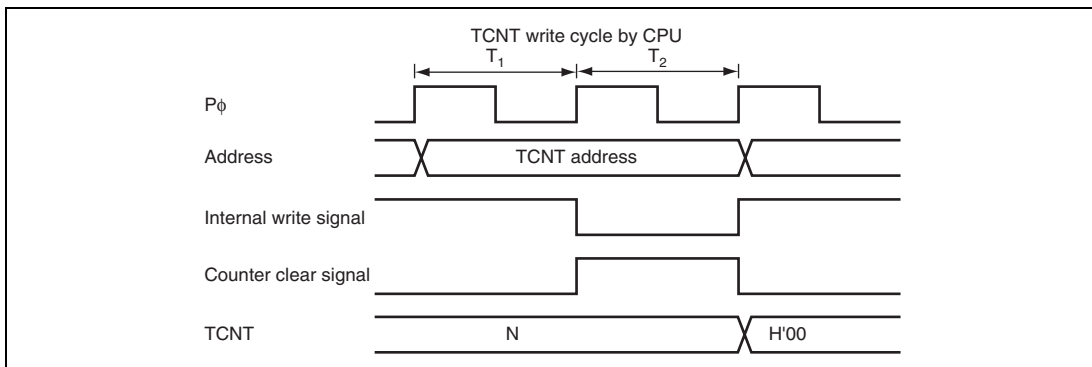 TCNT write cycle by CPU
T1 T2
Pϕ
Address TCNT address
Internal write signal
Counter clear signal
TCNT N H'00